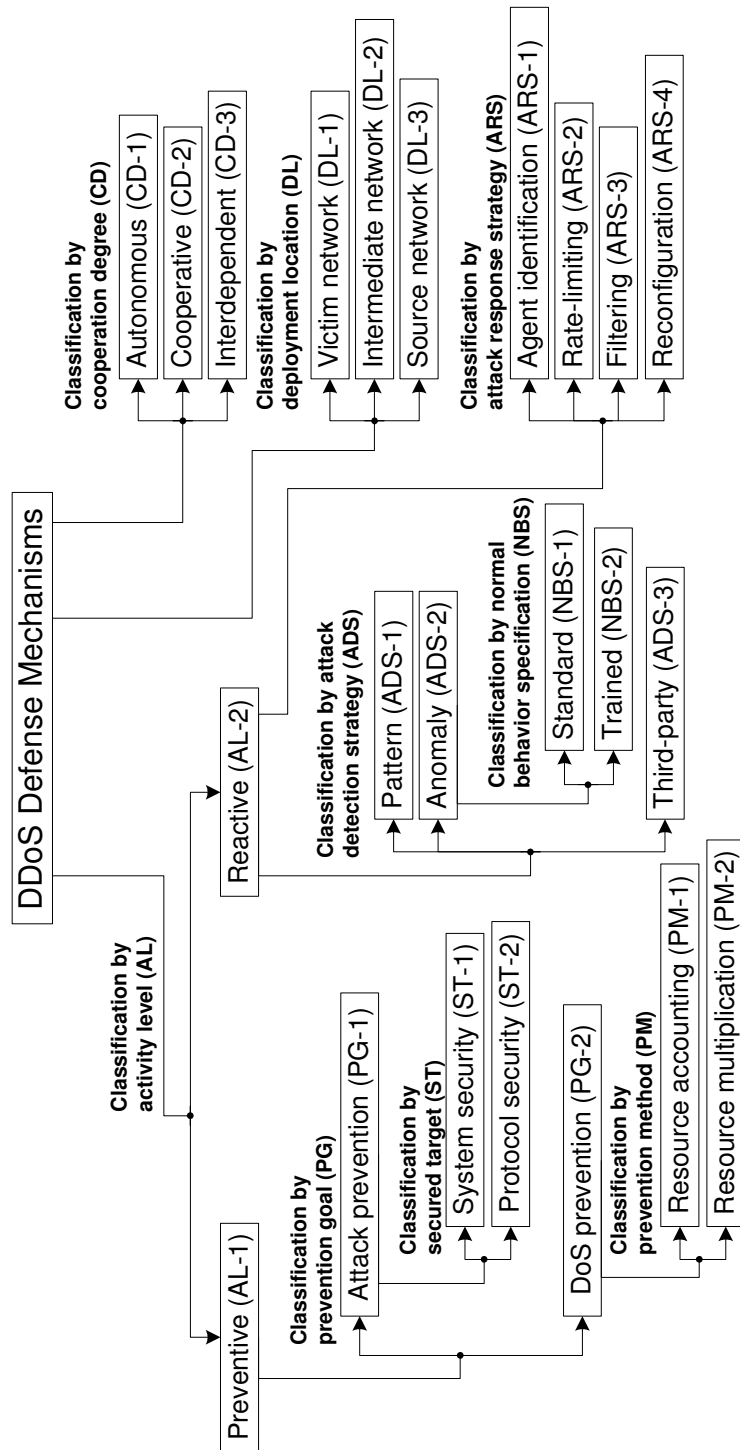 DDoS Defense Mechanisms
Classification by
activity level (AL)
Preventive (AL-1)
Classification by
prevention goal (PG)
Attack prevention (PG-1)
Classification by
secured target (ST)
System security (ST-1)
Protocol security (ST-2)
DoS prevention (PG-2)
Classification by
prevention method (PM)
Resource accounting (PM-1)
Resource multiplication (PM-2)
Reactive (AL-2)
Classification by attack
detection strategy (ADS)
Pattern (ADS-1)
Anomaly (ADS-2)
Classification by normal
behavior specification (NBS)
Standard (NBS-1)
Trained (NBS-2)
Third-party (ADS-3)
Classification by
attack response strategy (ARS)
Agent identification (ARS-1)
Rate-limiting (ARS-2)
Filtering (ARS-3)
Reconfiguration (ARS-4)
Classification by
cooperation degree (CD)
Autonomous (CD-1)
Cooperative (CD-2)
Interdependent (CD-3)
Classification by
deployment location (DL)
Victim network (DL-1)
Intermediate network (DL-2)
Source network (DL-3)